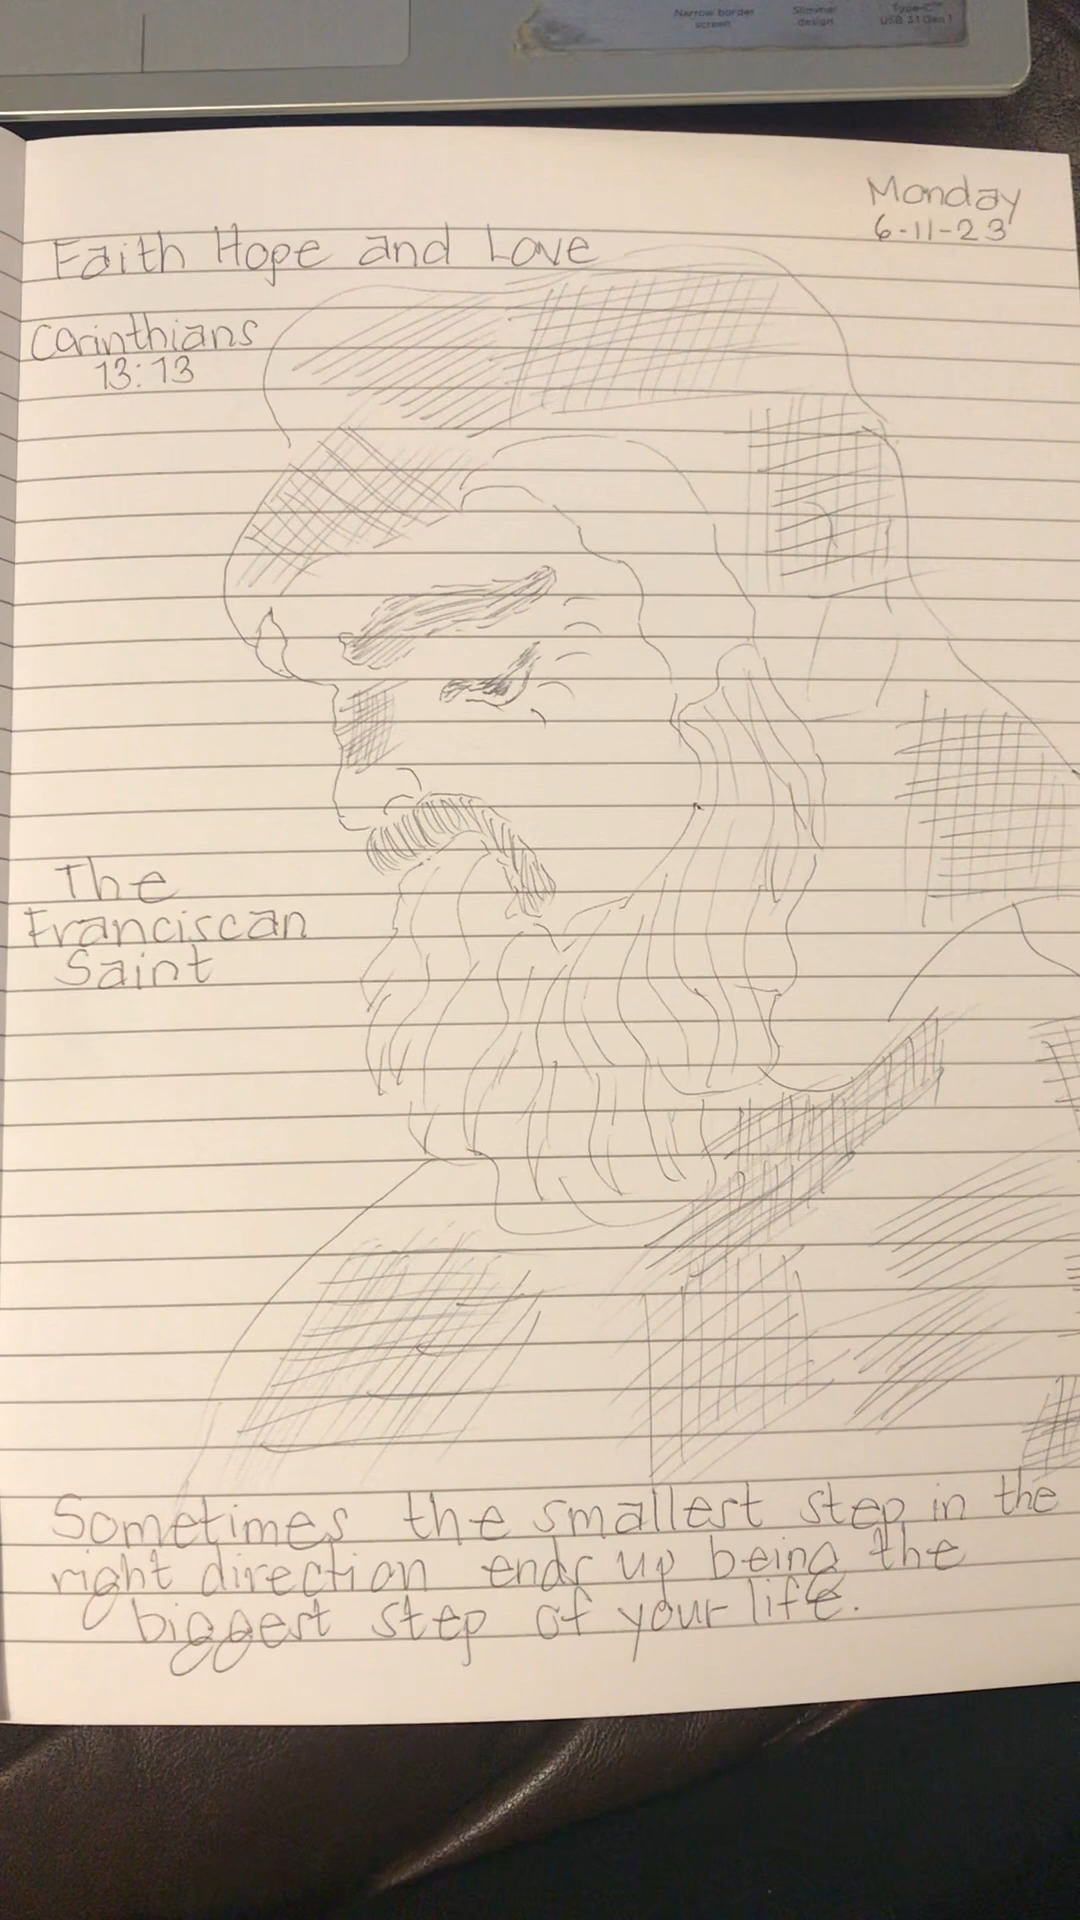 Narrow border
screen
Slimmer
design
Type-C™
USB 3.1 Gen 1
Monday
6-11-23
Faith Hope and Love
Corinthians
13:13
The
Franciscan
Saint
Sometimes the smallest step in the
right direction ends up being the
biggest step of your life.